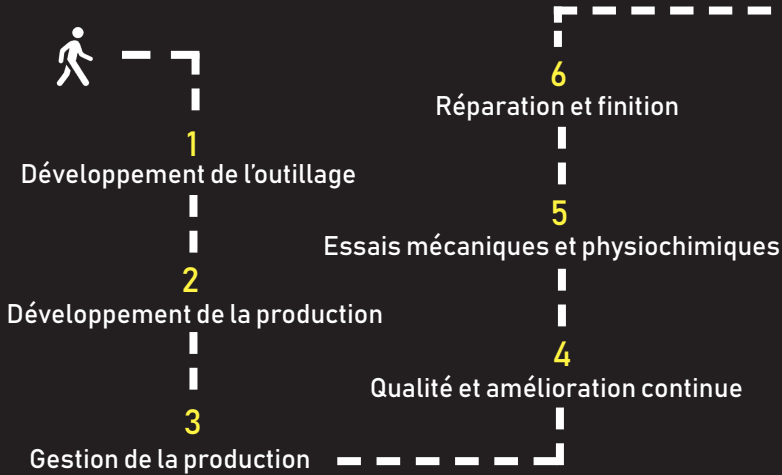 1
Développement de l’outillage
2
Développement de la production
3
Gestion de la production
4
Qualité et amélioration continue
5
Essais mécaniques et physiochimiques
6
Réparation et finition